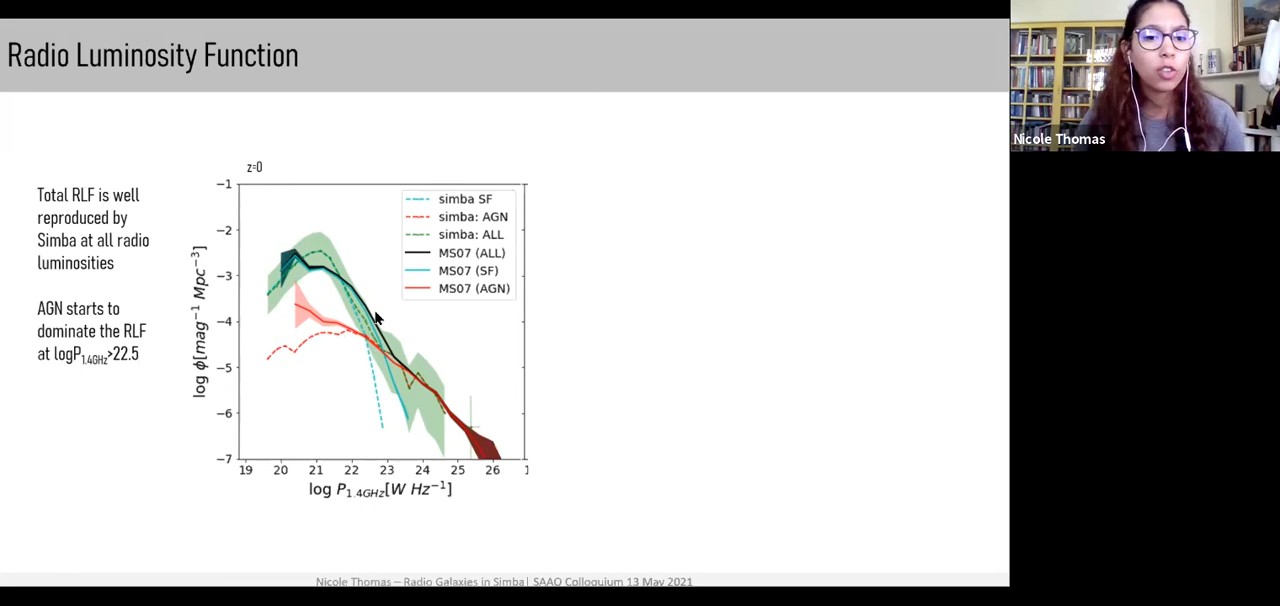 Radio Luminosity Function
Nicole Thomas
z=0
Total RLF is well
reproduced by
Simba at all radio
luminosities
AGN starts to
dominate the RLF
at logP1.4GHz>22.5
simba SF
simba: AGN
simba: ALL
MS07 (ALL)
MS07 (SF)
MS07 (AGN)
log ϕ[mag⁻¹ Mpc⁻³]
−1
−2
−3
−4
−5
−6
−7
19 20 21 22 23 24 25 26 1
log P1.4GHz[W Hz⁻¹]
Nicole Thomas – Radio Galaxies in Simba| SAAO Colloquium 13 May 2021